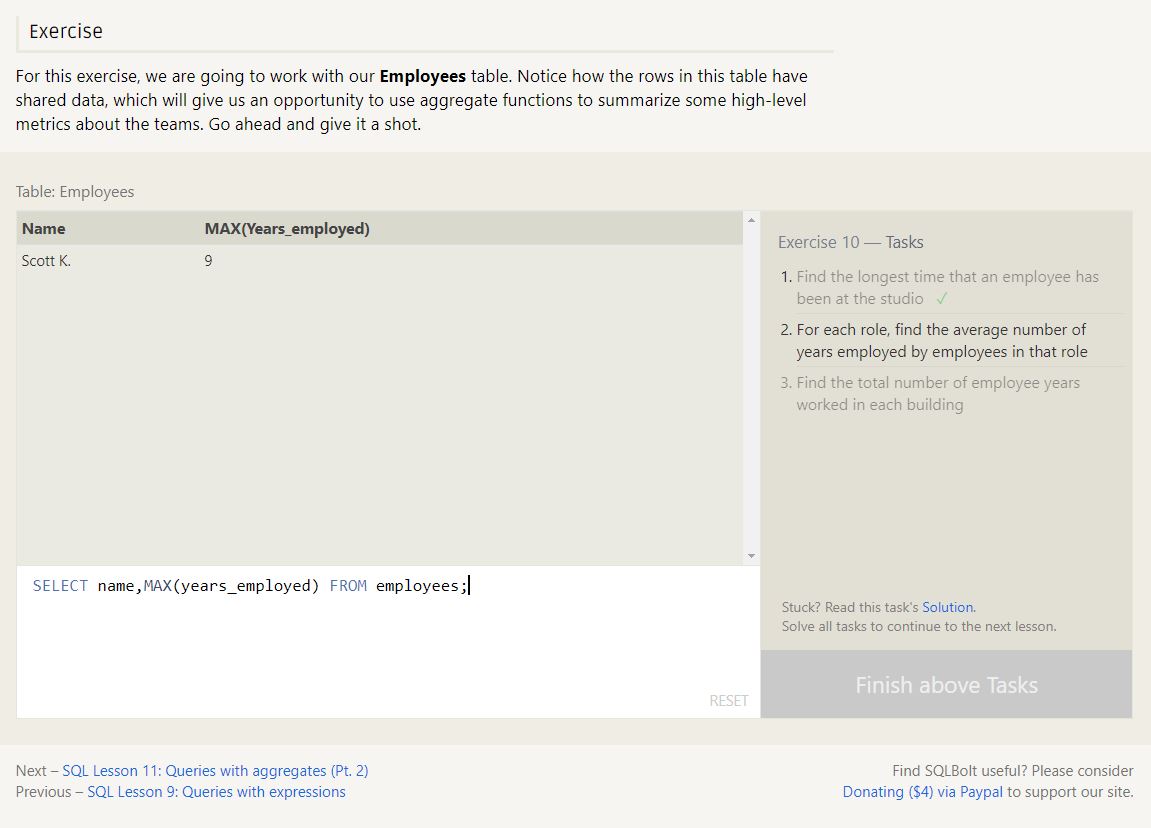 Exercise
For this exercise, we are going to work with our Employees table. Notice how the rows in this table have
shared data, which will give us an opportunity to use aggregate functions to summarize some high-level
metrics about the teams. Go ahead and give it a shot.
Table: Employees
Name MAX(Years_employed)
Scott K. 9
SELECT name,MAX(years_employed) FROM employees;
RESET
Exercise 10 — Tasks
1. Find the longest time that an employee has
been at the studio ✓
2. For each role, find the average number of
years employed by employees in that role
3. Find the total number of employee years
worked in each building
Stuck? Read this task's Solution.
Solve all tasks to continue to the next lesson.
Finish above Tasks
Next – SQL Lesson 11: Queries with aggregates (Pt. 2)
Previous – SQL Lesson 9: Queries with expressions
Find SQLBolt useful? Please consider
Donating ($4) via Paypal to support our site.